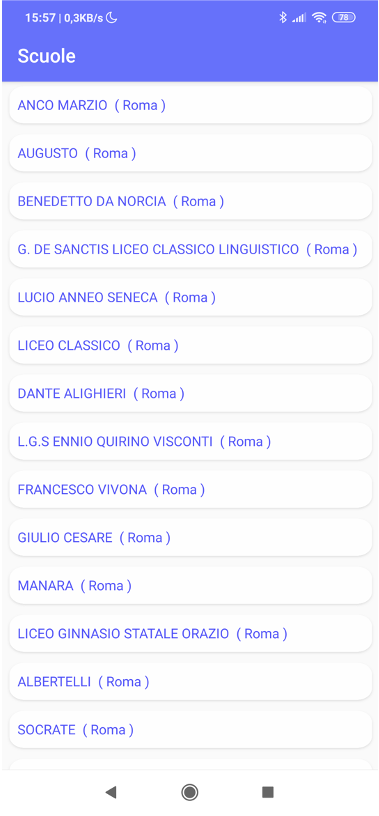 15:57 | 0,3KB/s 78
Scuole
ANCO MARZIO ( Roma )
AUGUSTO ( Roma )
BENEDETTO DA NORCIA ( Roma )
G. DE SANCTIS LICEO CLASSICO LINGUISTICO ( Roma )
LUCIO ANNEO SENECA ( Roma )
LICEO CLASSICO ( Roma )
DANTE ALIGHIERI ( Roma )
L.G.S ENNIO QUIRINO VISCONTI ( Roma )
FRANCESCO VIVONA ( Roma )
GIULIO CESARE ( Roma )
MANARA ( Roma )
LICEO GINNASIO STATALE ORAZIO ( Roma )
ALBERTELLI ( Roma )
SOCRATE ( Roma )